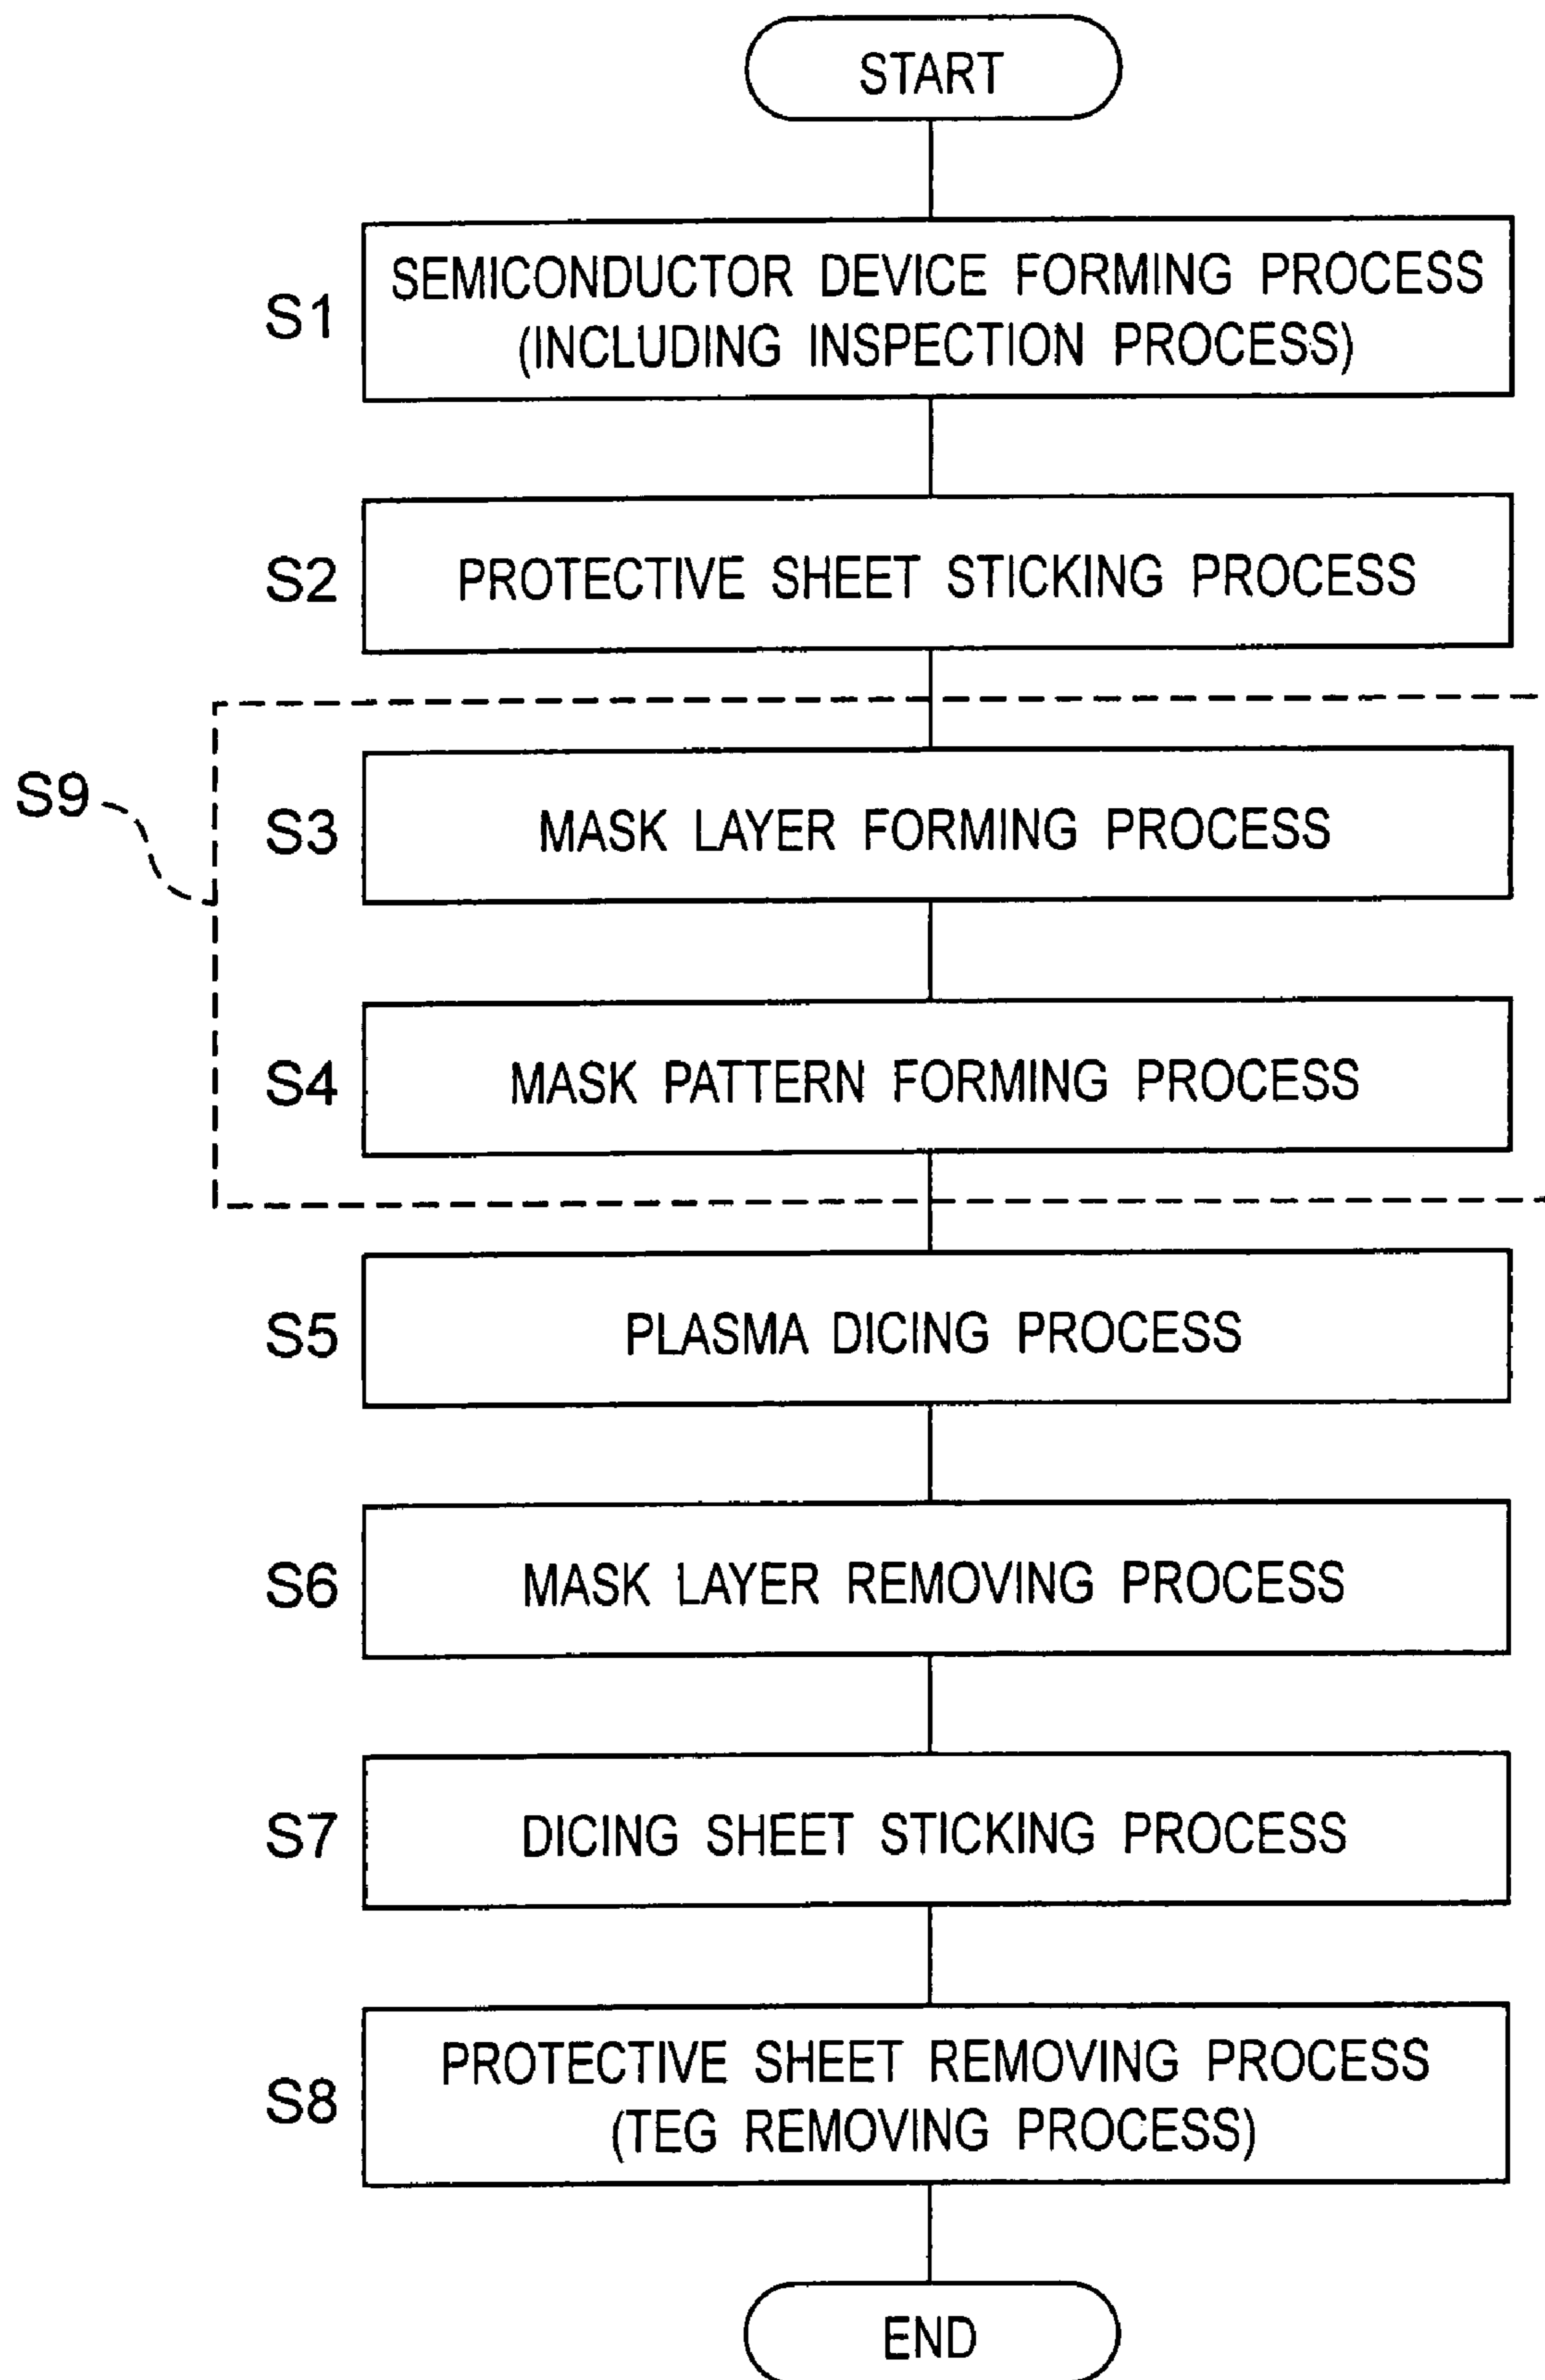 START
S1
SEMICONDUCTOR DEVICE FORMING PROCESS
(INCLUDING INSPECTION PROCESS)
S2
PROTECTIVE SHEET STICKING PROCESS
S9
S3
MASK LAYER FORMING PROCESS
S4
MASK PATTERN FORMING PROCESS
S5
PLASMA DICING PROCESS
S6
MASK LAYER REMOVING PROCESS
S7
DICING SHEET STICKING PROCESS
S8
PROTECTIVE SHEET REMOVING PROCESS
(TEG REMOVING PROCESS)
END